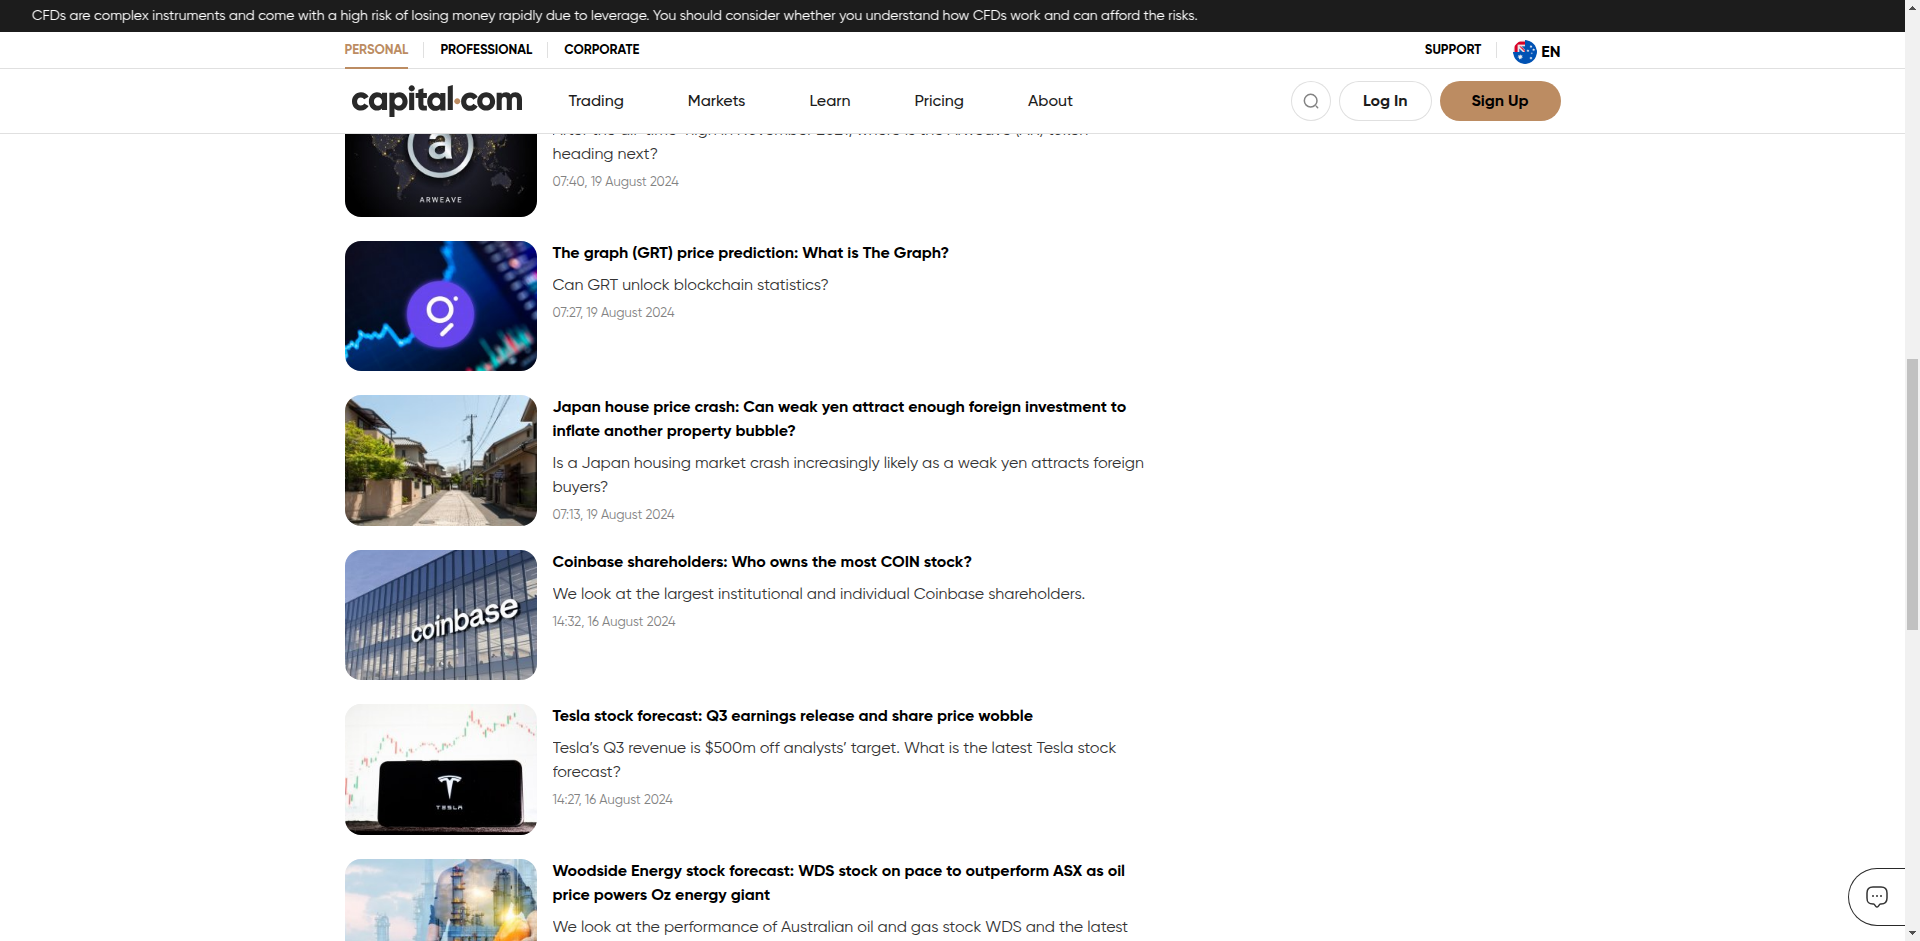 CFDs are complex instruments and come with a high risk of losing money rapidly due to leverage. You should consider whether you understand how CFDs work and can afford the risks.
PERSONAL
PROFESSIONAL
CORPORATE
SUPPORT
EN
capital.com
Trading
Markets
Learn
Pricing
About
Log In
Sign Up
a
ARWEAVE
heading next?
07:40, 19 August 2024
The graph (GRT) price prediction: What is The Graph?
Can GRT unlock blockchain statistics?
07:27, 19 August 2024
Japan house price crash: Can weak yen attract enough foreign investment to
inflate another property bubble?
Is a Japan housing market crash increasingly likely as a weak yen attracts foreign
buyers?
07:13, 19 August 2024
coinbase
Coinbase shareholders: Who owns the most COIN stock?
We look at the largest institutional and individual Coinbase shareholders.
14:32, 16 August 2024
TESLA
Tesla stock forecast: Q3 earnings release and share price wobble
Tesla’s Q3 revenue is $500m off analysts’ target. What is the latest Tesla stock
forecast?
14:27, 16 August 2024
Woodside Energy stock forecast: WDS stock on pace to outperform ASX as oil
price powers Oz energy giant
We look at the performance of Australian oil and gas stock WDS and the latest